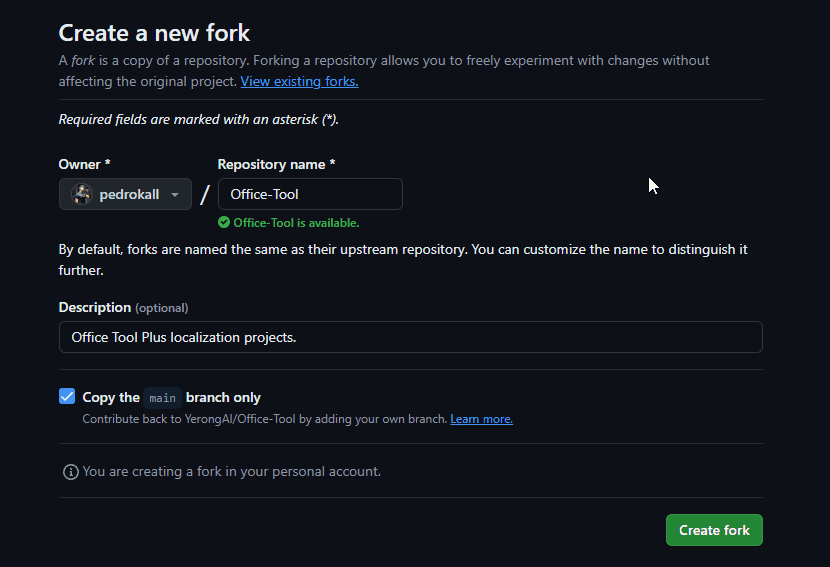 Create a new fork
A fork is a copy of a repository. Forking a repository allows you to freely experiment with changes without
affecting the original project. View existing forks.
Required fields are marked with an asterisk (*).
Owner *
Repository name *
pedrokall / Office-Tool
Office-Tool is available.
By default, forks are named the same as their upstream repository. You can customize the name to distinguish it
further.
Description (optional)
Office Tool Plus localization projects.
Copy the main branch only
Contribute back to YerongAI/Office-Tool by adding your own branch. Learn more.
You are creating a fork in your personal account.
Create fork